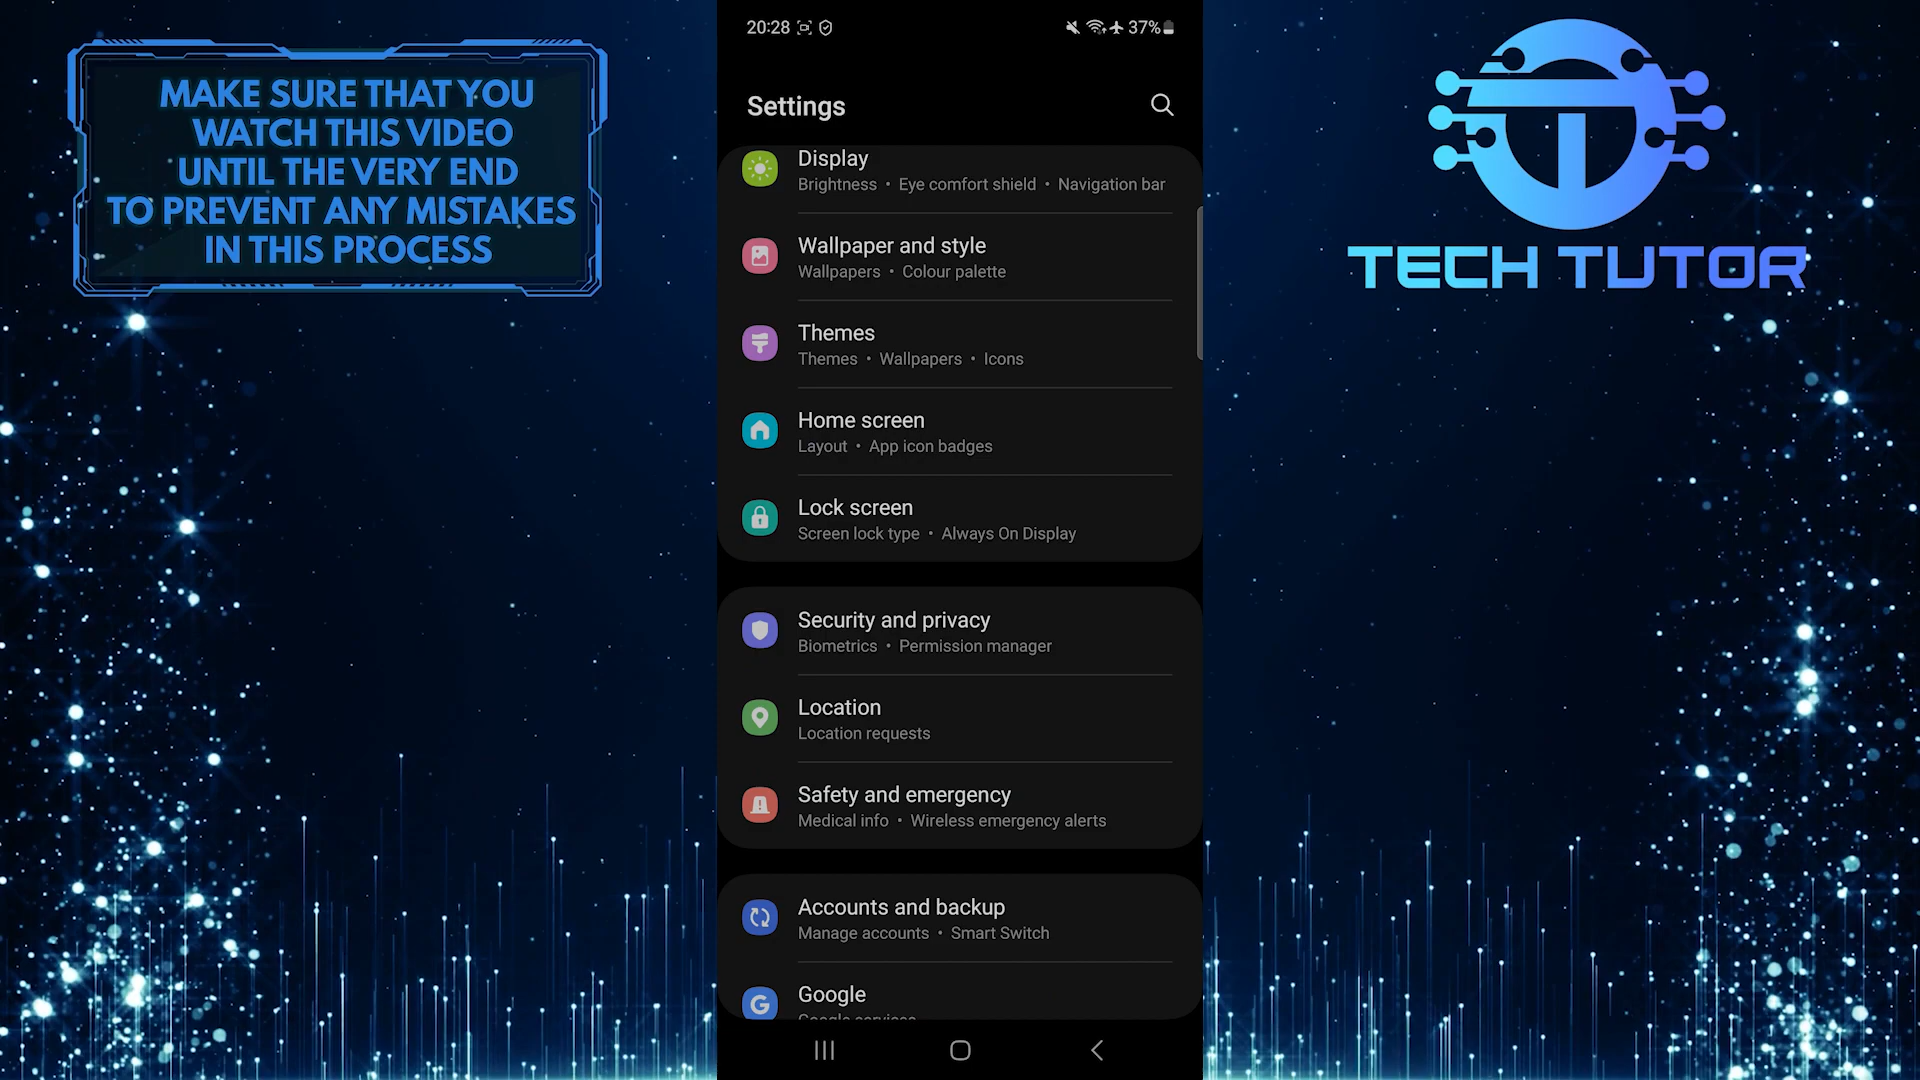 MAKE SURE THAT YOU
WATCH THIS VIDEO
UNTIL THE VERY END
TO PREVENT ANY MISTAKES
IN THIS PROCESS
20:28
37%
Settings
Display
Brightness • Eye comfort shield • Navigation bar
Wallpaper and style
Wallpapers • Colour palette
Themes
Themes • Wallpapers • Icons
Home screen
Layout • App icon badges
Lock screen
Screen lock type • Always On Display
Security and privacy
Biometrics • Permission manager
Location
Location requests
Safety and emergency
Medical info • Wireless emergency alerts
Accounts and backup
Manage accounts • Smart Switch
Google
Google services
TECH TUTOR